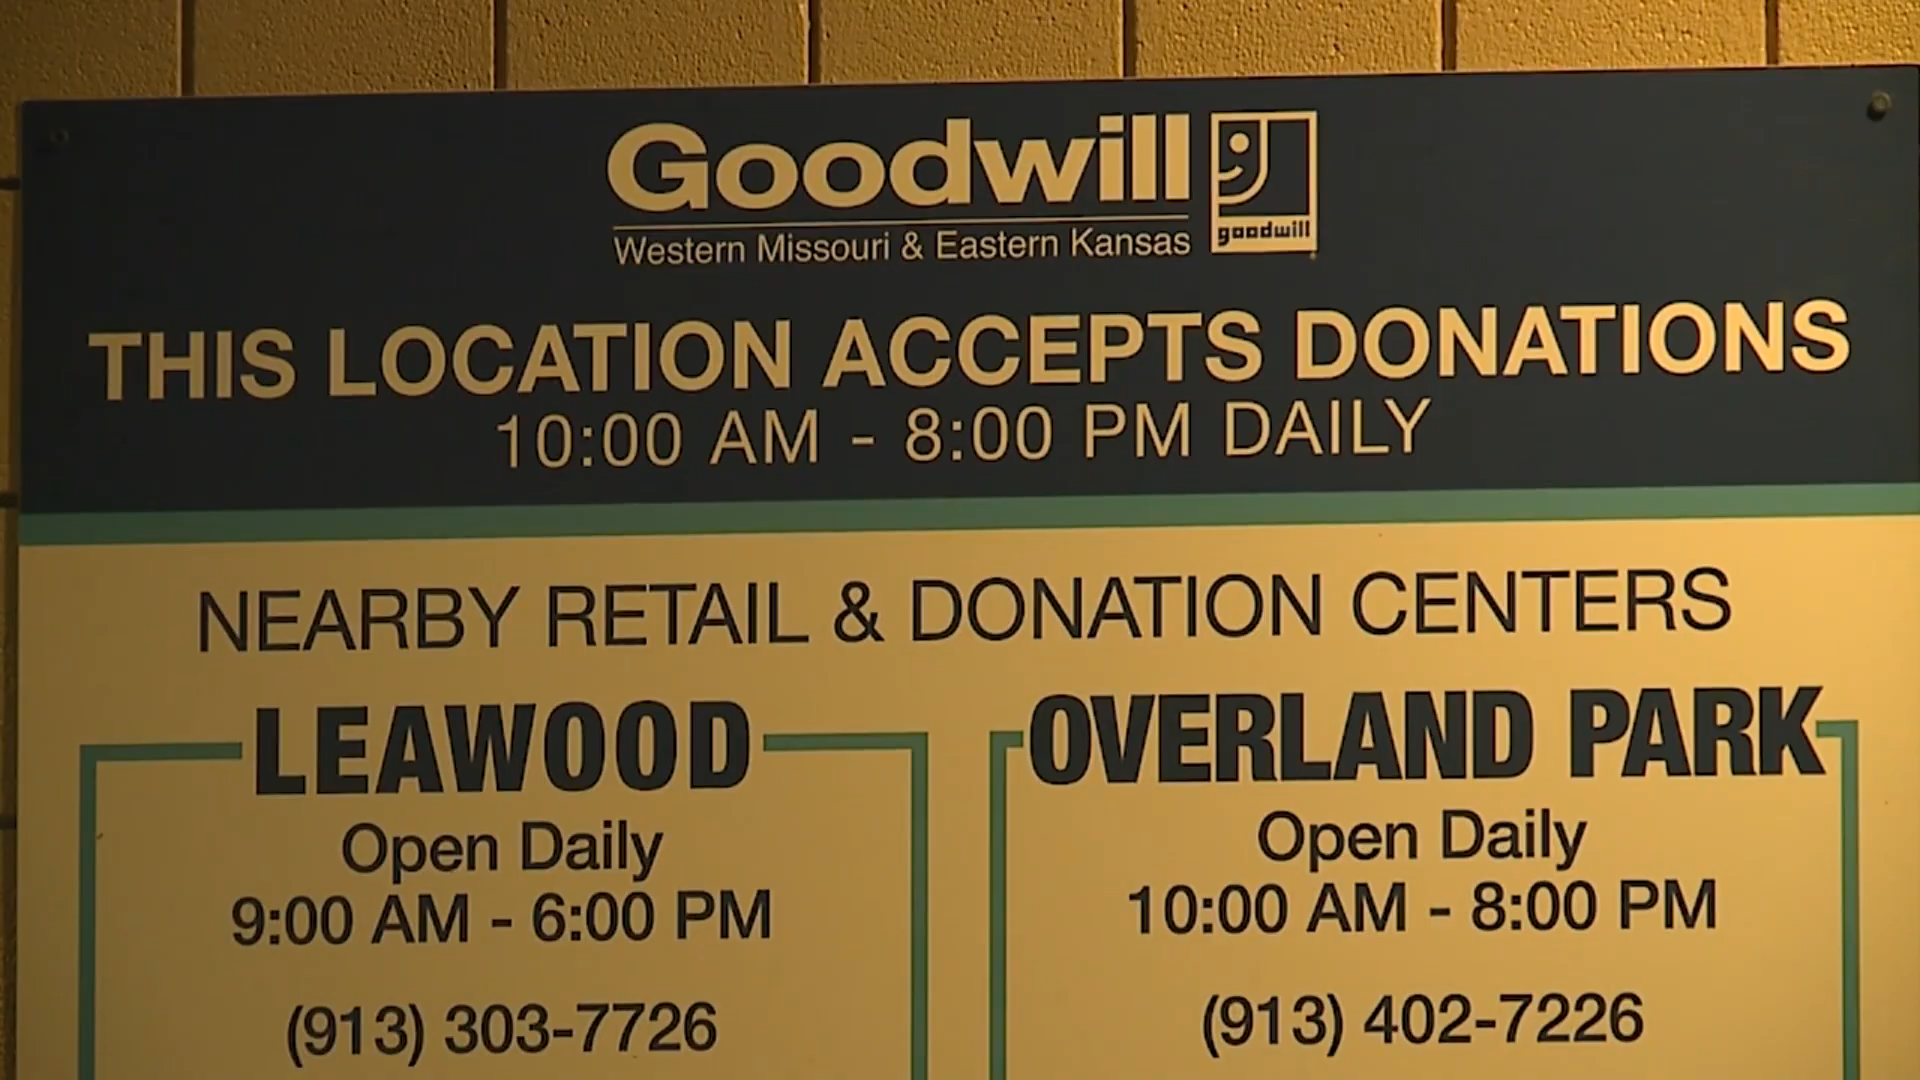 Goodwill
goodwill
Western Missouri & Eastern Kansas
THIS LOCATION ACCEPTS DONATIONS
10:00 AM - 8:00 PM DAILY
NEARBY RETAIL & DONATION CENTERS
LEAWOOD
Open Daily
9:00 AM - 6:00 PM
(913) 303-7726
OVERLAND PARK
Open Daily
10:00 AM - 8:00 PM
(913) 402-7226